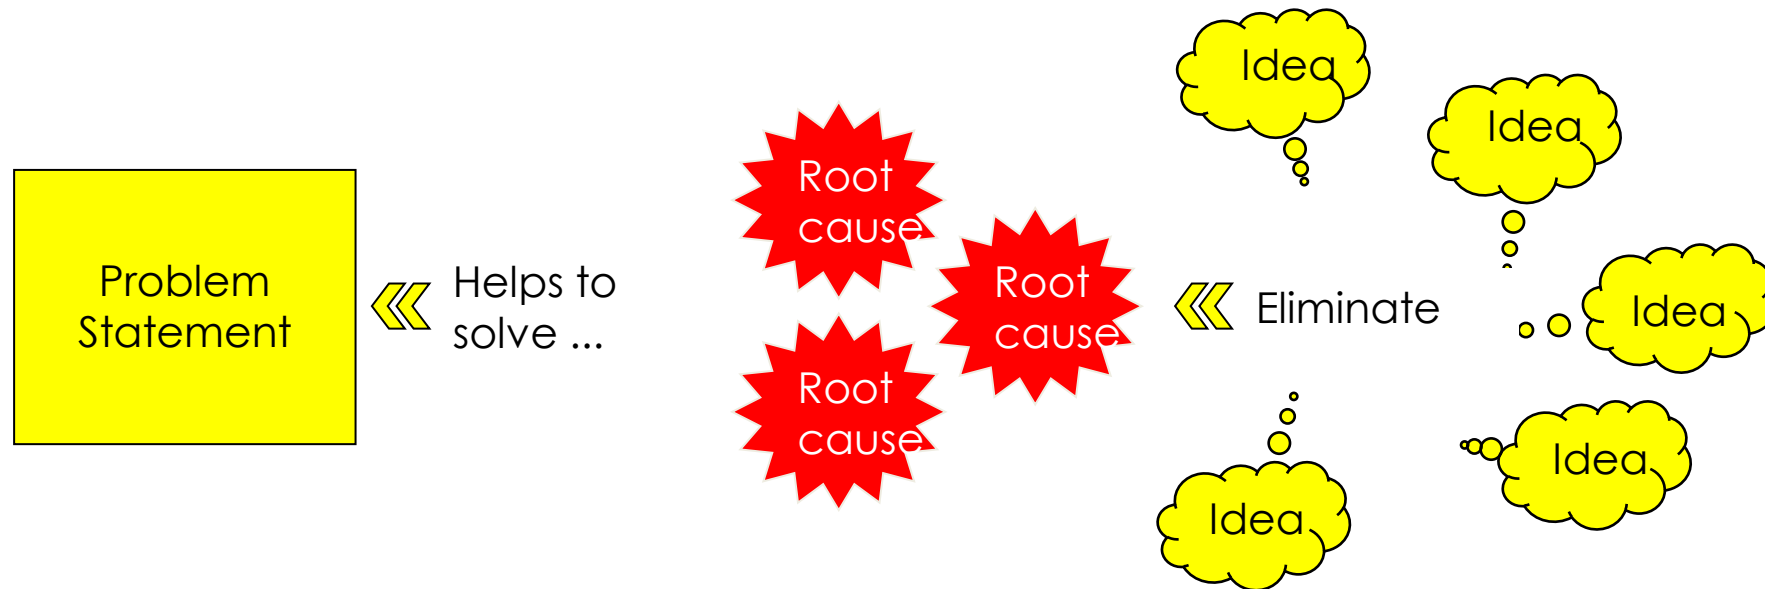 Problem
Statement
Helps to
solve ...
Root
cause
Root
cause
Root
cause
Eliminate
Idea
Idea
Idea
Idea
Idea